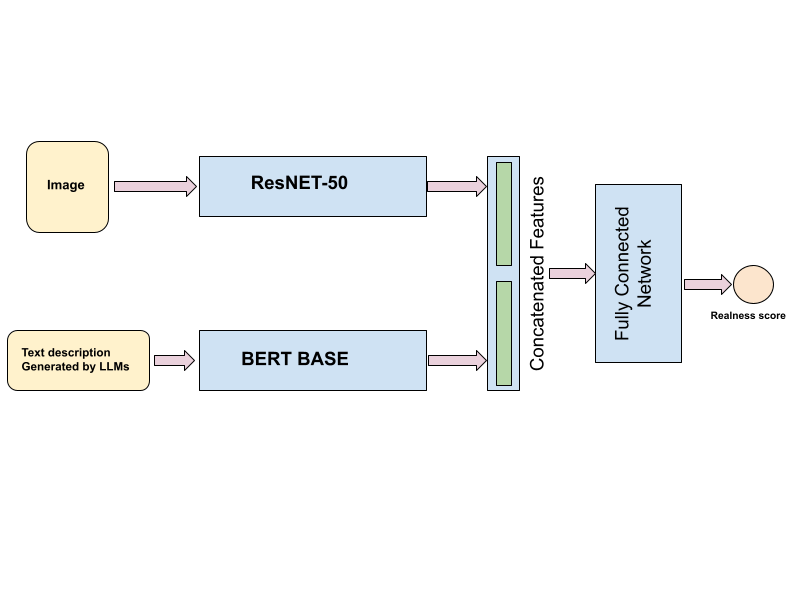 Image
ResNET-50
Text description
Generated by LLMs
BERT BASE
Concatenated Features
Fully Connected
Network
Realness score